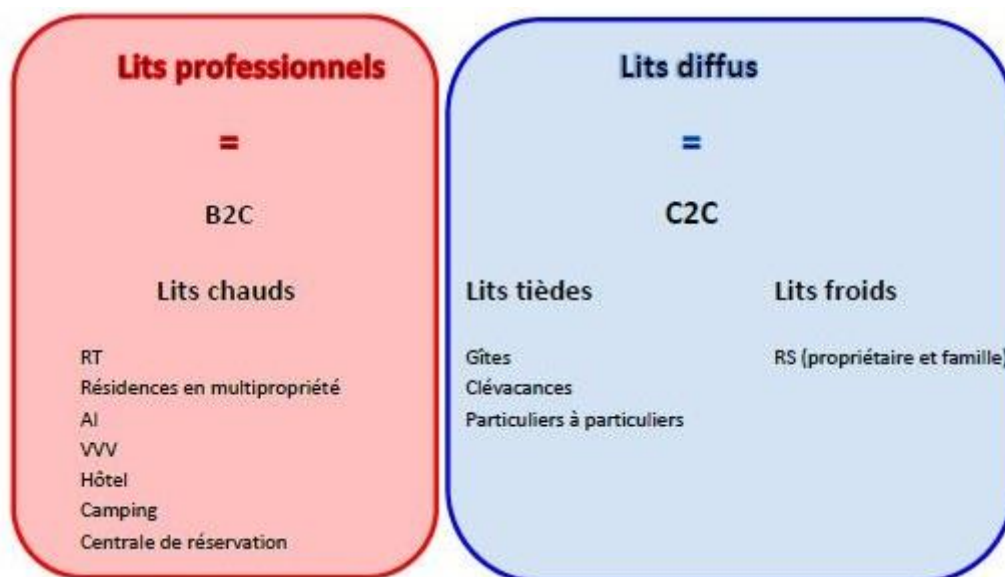 Lits professionnels
=
B2C
Lits chauds
RT
Résidences en multipropriété
AI
VVV
Hôtel
Camping
Centrale de réservation
Lits diffus
=
C2C
Lits tièdes
Gîtes
Clévacances
Particuliers à particuliers
Lits froids
RS (propriétaire et famille)